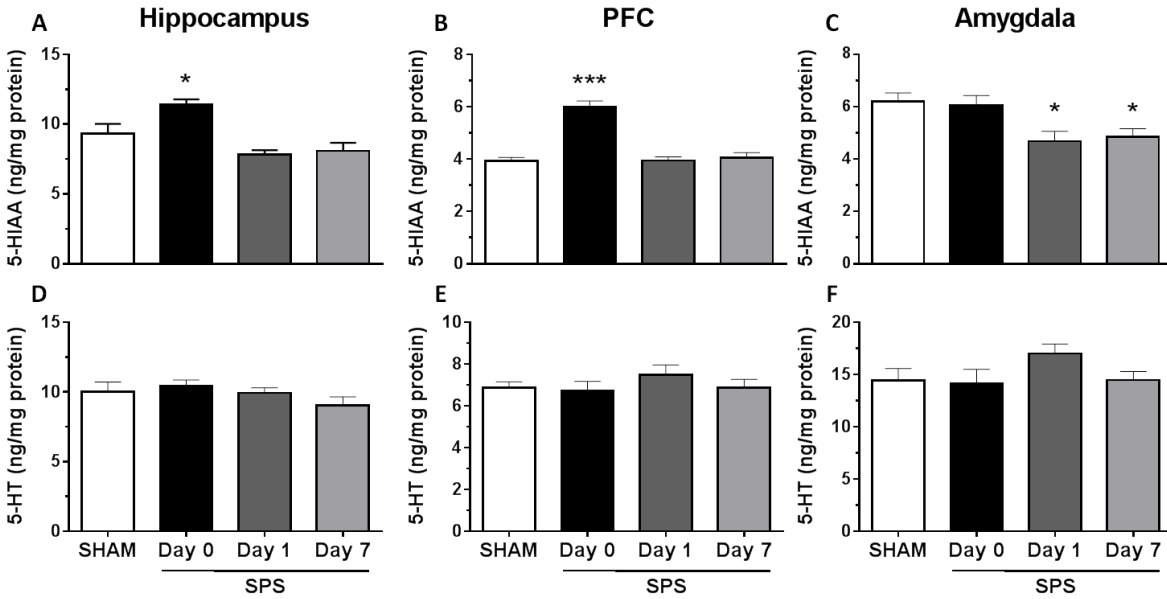 A Hippocampus B PFC C Amygdala
5-HIAA (ng/mg protein)
15
10
5
0
*
5-HIAA (ng/mg protein)
8
6
4
2
0
***
5-HIAA (ng/mg protein)
8
6
4
2
0
* *
D
5-HT (ng/mg protein)
15
10
5
0
SHAM Day 0 Day 1 Day 7
SPS
E
5-HT (ng/mg protein)
10
8
6
4
2
0
SHAM Day 0 Day 1 Day 7
SPS
F
5-HT (ng/mg protein)
20
15
10
5
0
SHAM Day 0 Day 1 Day 7
SPS